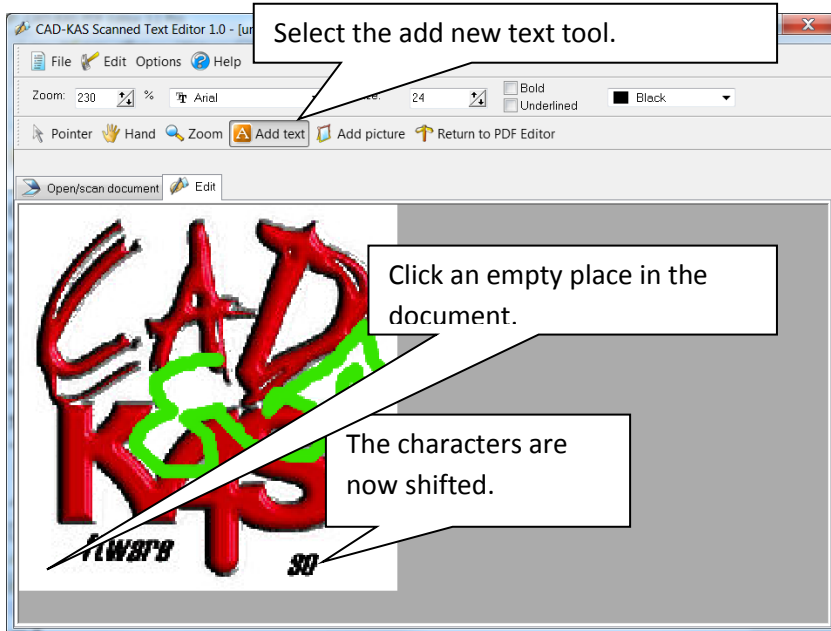 CAD-KAS Scanned Text Editor 1.0 - [ur
Select the add new text tool.
File Edit Options Help
Zoom: 230 % Arial 24 Bold Underlined Black
Pointer Hand Zoom Add text Add picture Return to PDF Editor
Open/scan document Edit
CAD
&
Click an empty place in the
document.
KAS
The characters are
now shifted.
ftware so